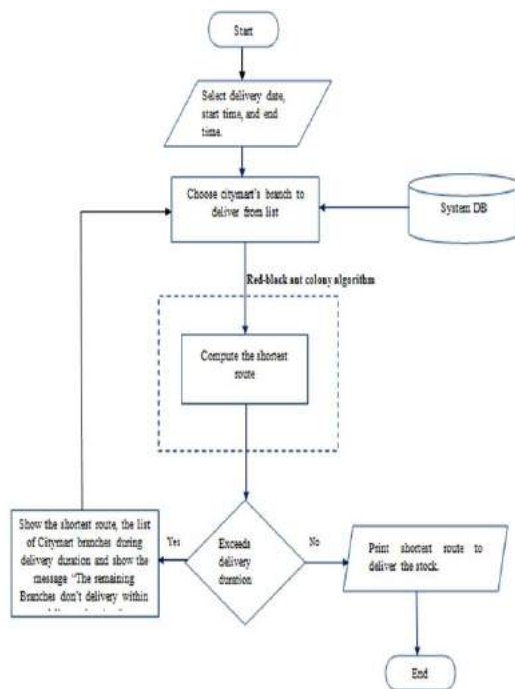 Start
Select delivery date,
start time, and end
time.
Choose citymart's branch to
deliver from list
System DB
Red-black ant colony algorithm
Compute the shortest
route
Show the shortest route, the list
of Citymart branches during
delivery duration and show the
message “The remaining
Branches don't delivery within
Yes
Exceeds
delivery
duration
No
Print shortest route to
deliver the stock.
End